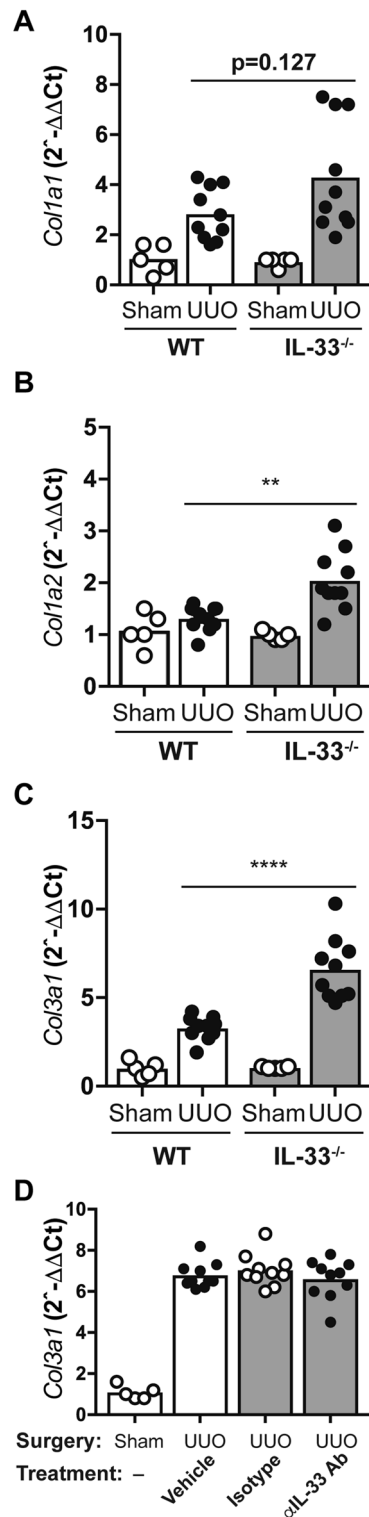 A
Col1a1 (2^-ΔΔCt)
10
8
6
4
2
0
p=0.127
Sham UUO Sham UUO
WT IL-33-/-
B
Col1a2 (2^-ΔΔCt)
5
4
3
2
1
0
**
Sham UUO Sham UUO
WT IL-33-/-
C
Col3a1 (2^-ΔΔCt)
15
10
5
0
****
Sham UUO Sham UUO
WT IL-33-/-
D
Col3a1 (2^-ΔΔCt)
10
8
6
4
2
0
Surgery: Sham UUO UUO UUO
Treatment: – Vehicle Isotype αIL-33 Ab